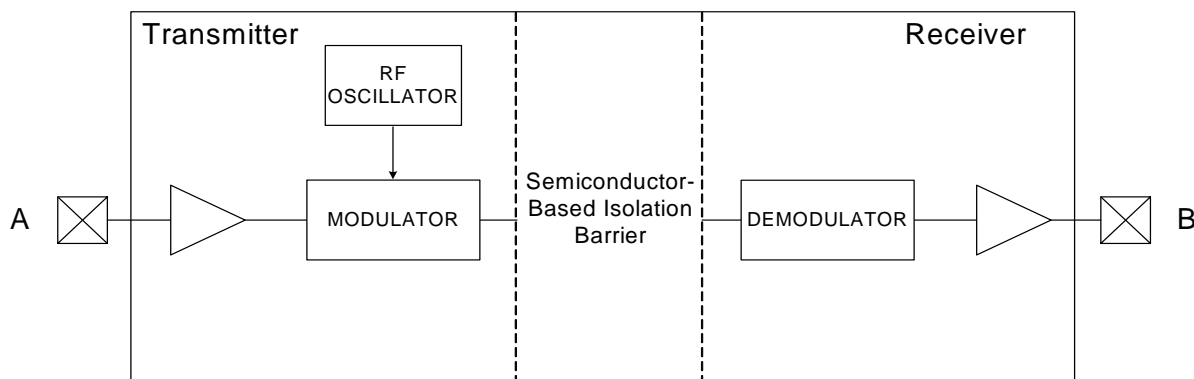 Transmitter
Receiver
RF
OSCILLATOR
A
MODULATOR
Semiconductor-
Based Isolation
Barrier
DEMODULATOR
B